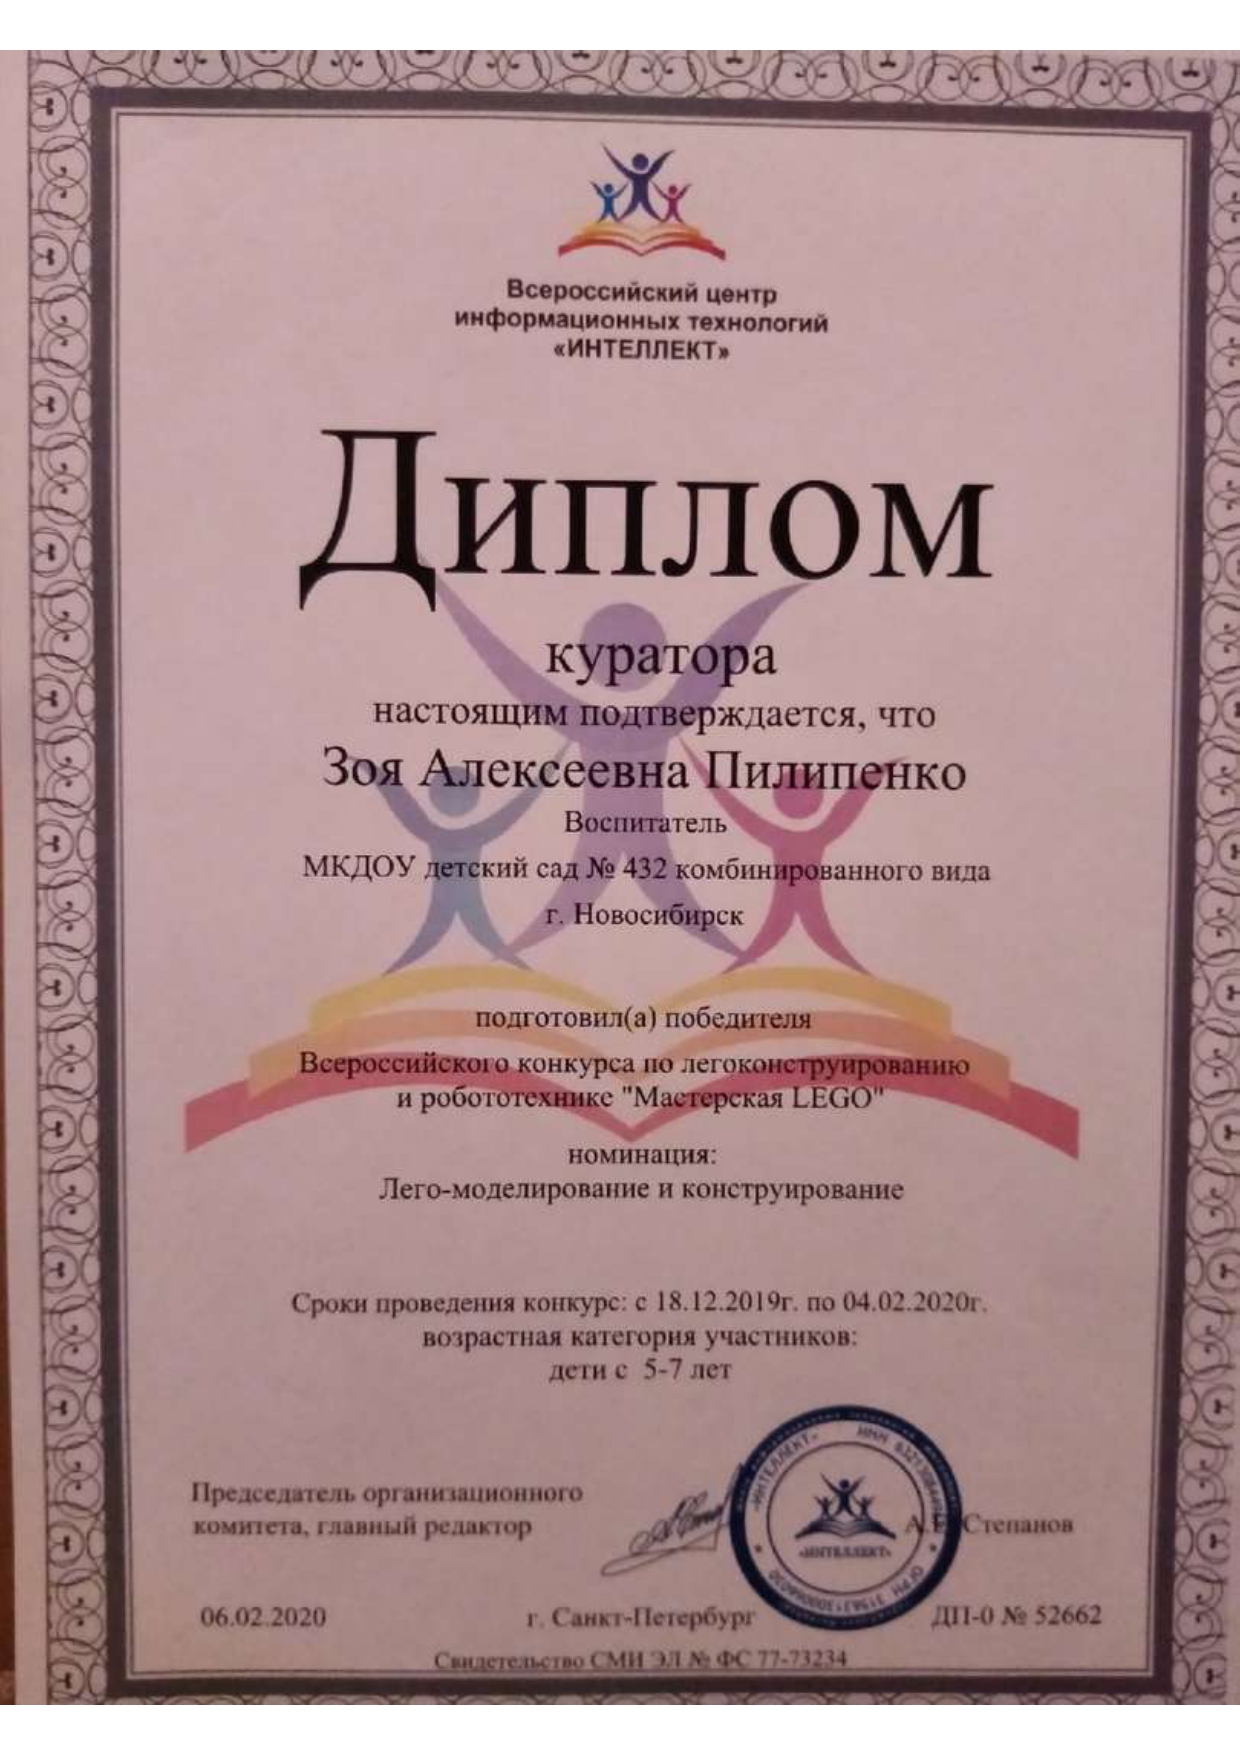 Всероссийский центр
информационных технологий
«ИНТЕЛЛЕКТ»
Диплом
куратора
настоящим подтверждается, что
Зоя Алексеевна Пилипенко
Воспитатель
МКДОУ детский сад № 432 комбинированного вида
г. Новосибирск
подготовил(а) победителя
Всероссийского конкурса по легоконструированию
и робототехнике "Мастерская LEGO"
номинация:
Лего-моделирование и конструирование
Сроки проведения конкурс: с 18.12.2019г. по 04.02.2020г.
возрастная категория участников:
дети с 5-7 лет
Председатель организационного
комитета, главный редактор
Степанов
«ИНТЕЛЛЕКТ» ИНН
«ИНТЕЛЛЕКТ»
06.02.2020
г. Санкт-Петербург
ДП-0 № 52662
Свидетельство СМИ ЭЛ № ФС 77-73234